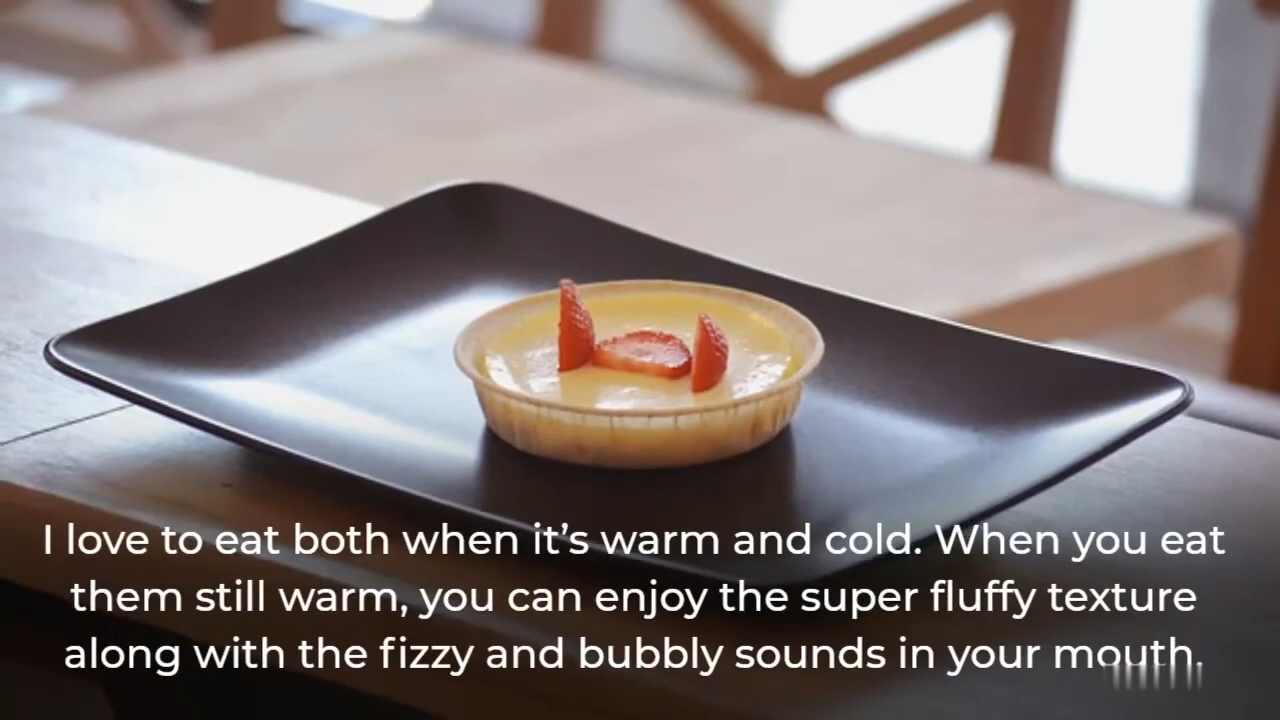 I love to eat both when it’s warm and cold. When you eat
them still warm, you can enjoy the super fluffy texture
along with the fizzy and bubbly sounds in your mouth.